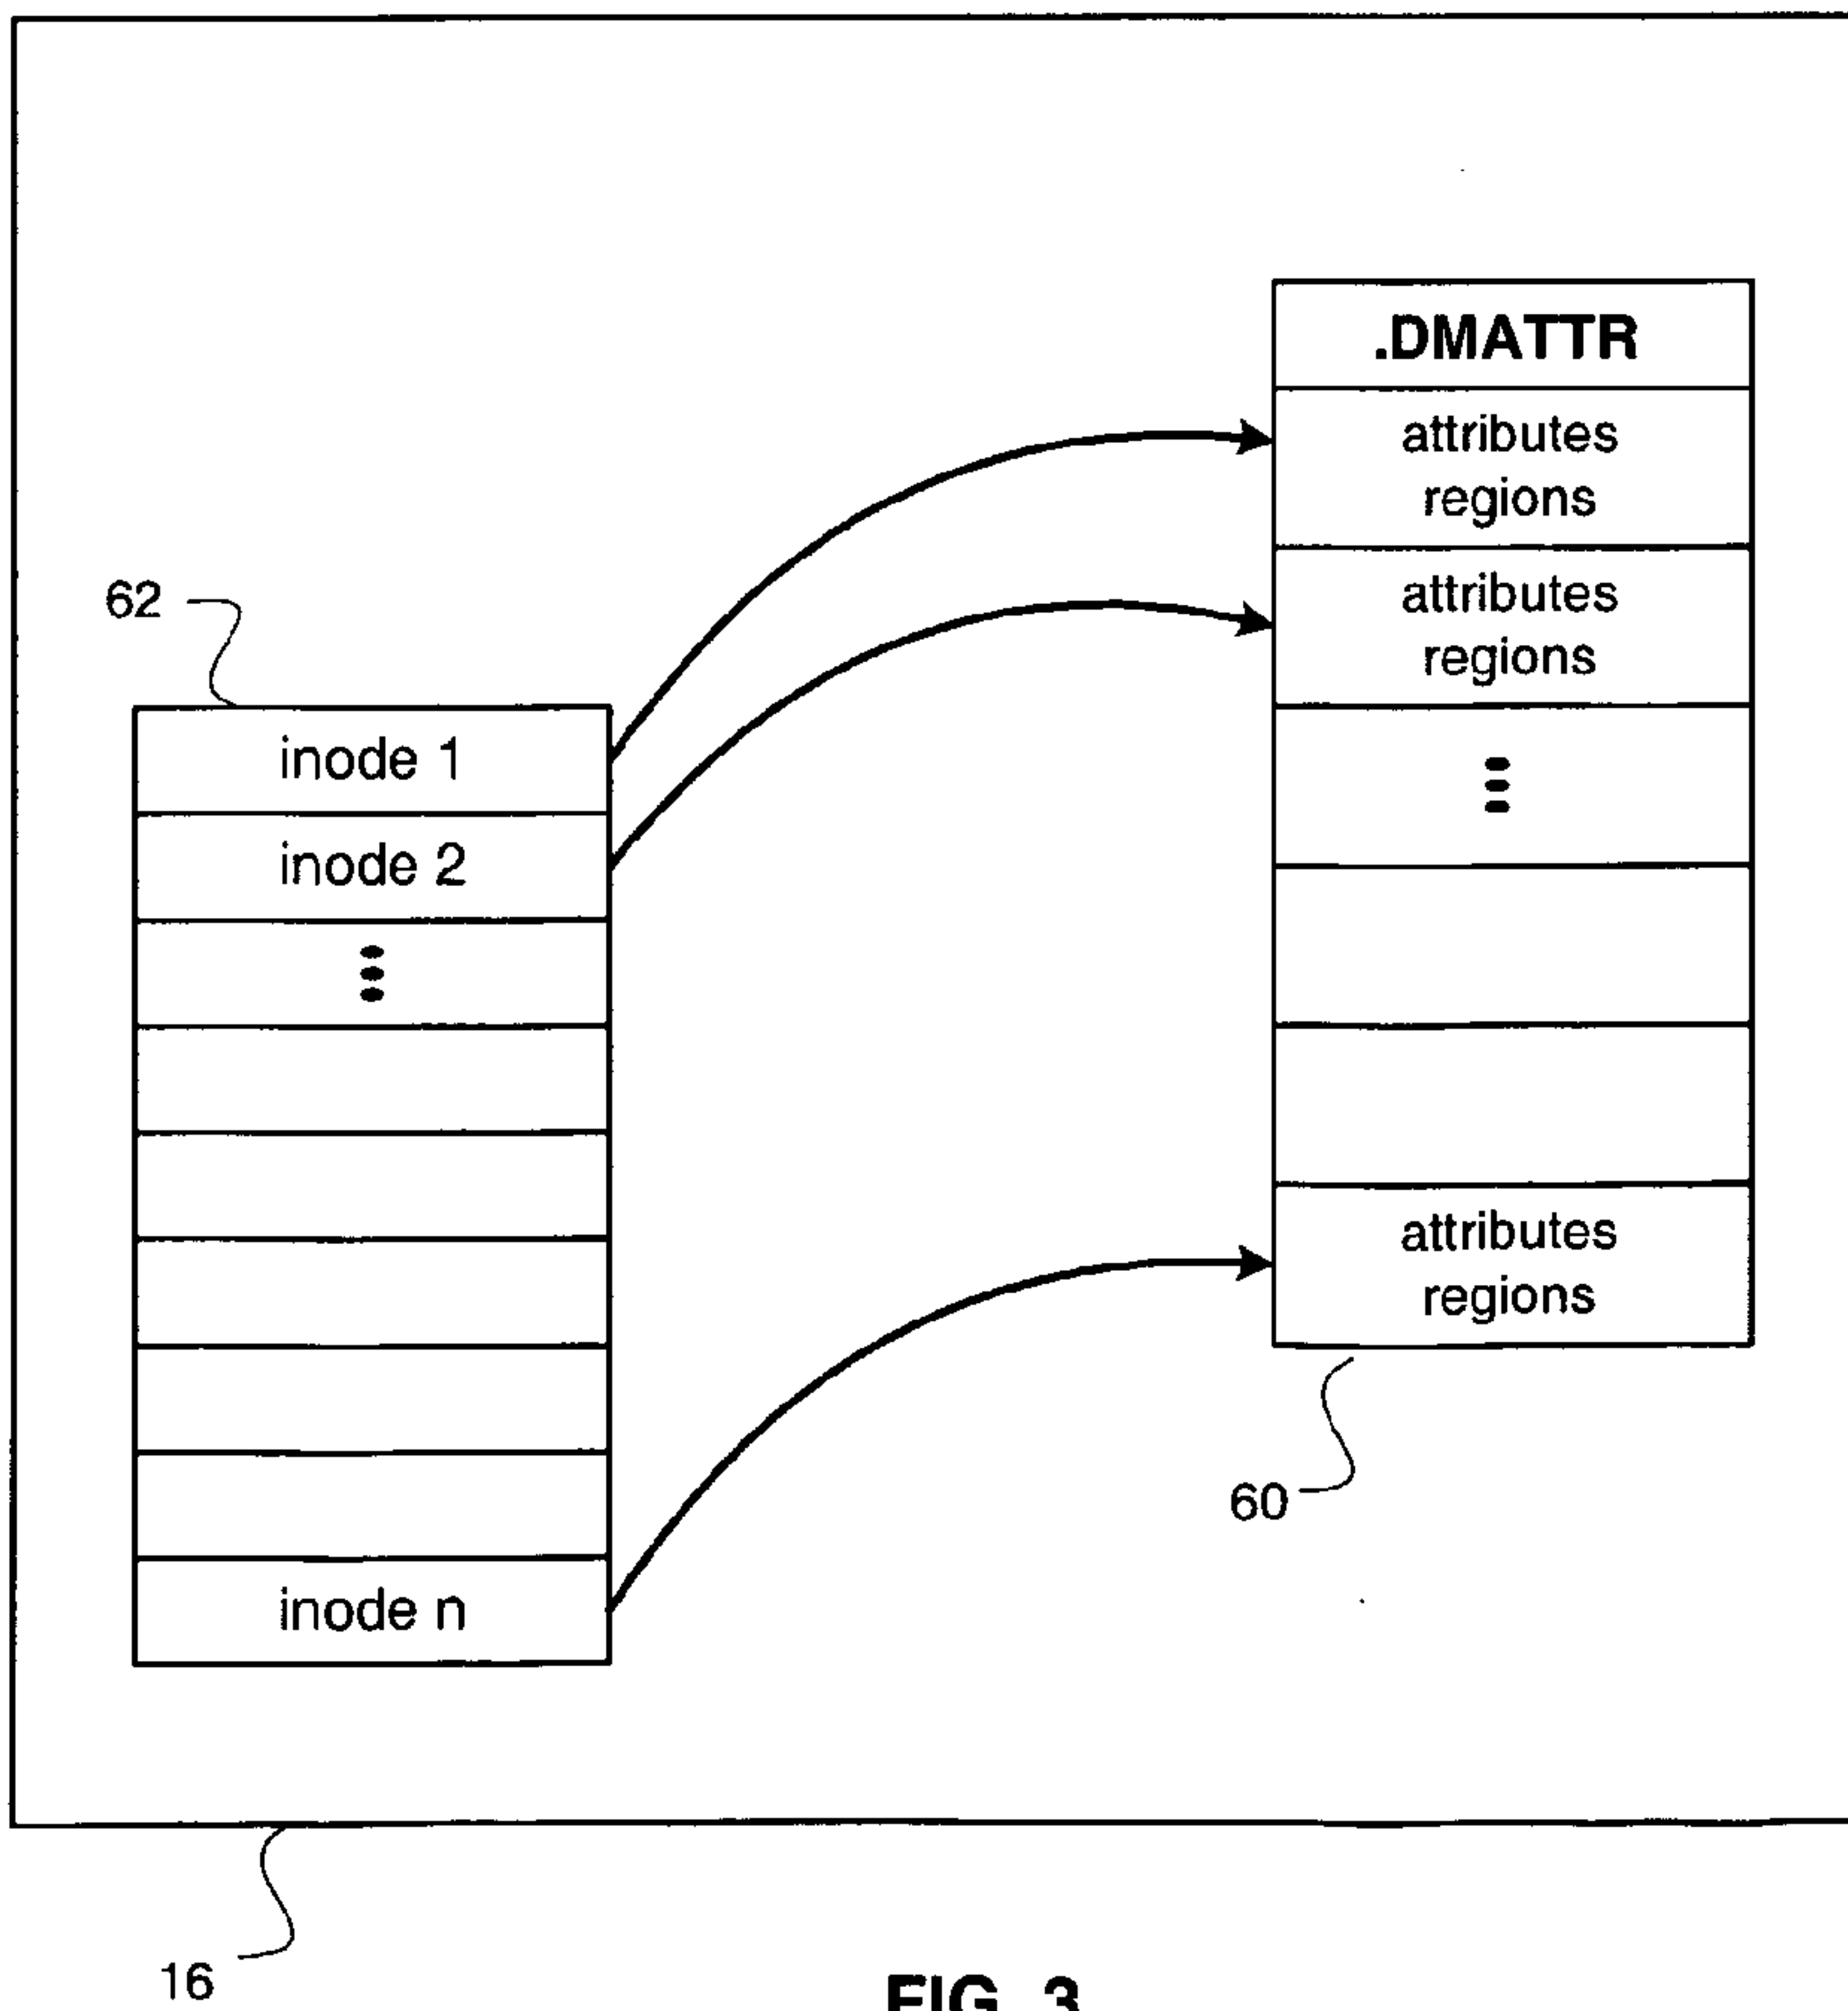 .DMATTR
attributes
regions
attributes
regions
62
inode 1
inode 2
attributes
regions
60
inode n
16
FIG. 3